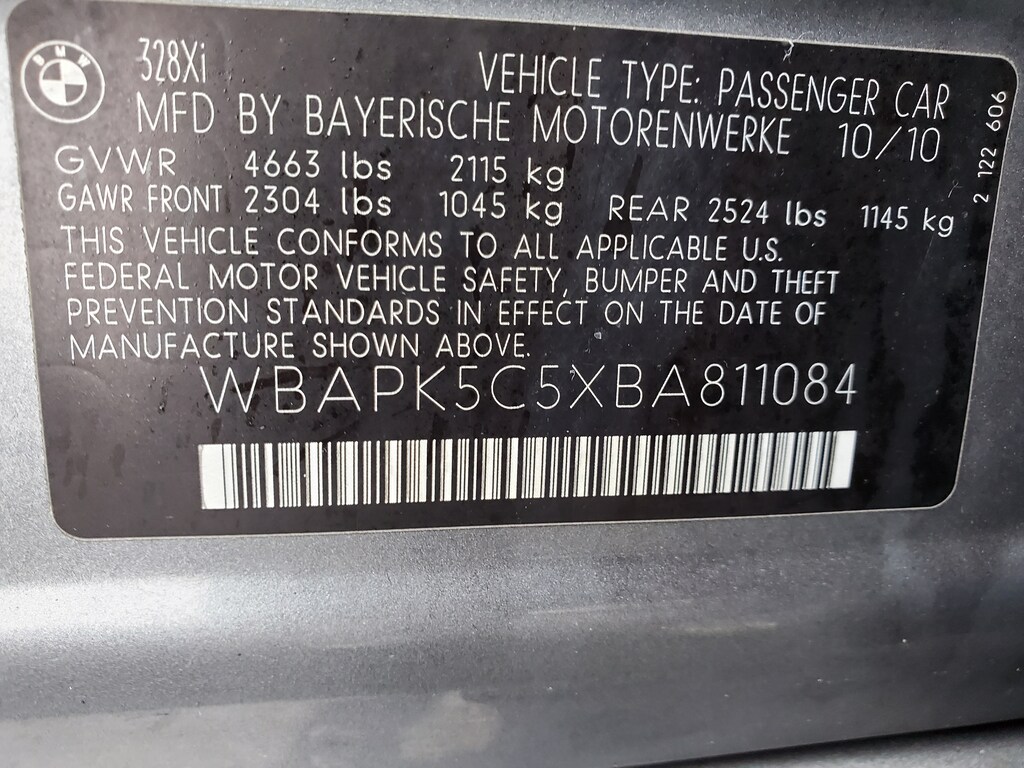 BMW
328Xi
VEHICLE TYPE: PASSENGER CAR
MFD BY BAYERISCHE MOTORENWERKE 10/10
GVWR 4663 lbs 2115 kg
GAWR FRONT 2304 lbs 1045 kg REAR 2524 lbs 1145 kg
THIS VEHICLE CONFORMS TO ALL APPLICABLE U.S.
FEDERAL MOTOR VEHICLE SAFETY, BUMPER AND THEFT
PREVENTION STANDARDS IN EFFECT ON THE DATE OF
MANUFACTURE SHOWN ABOVE.
WBAPK5C5XBA811084
2 122 606